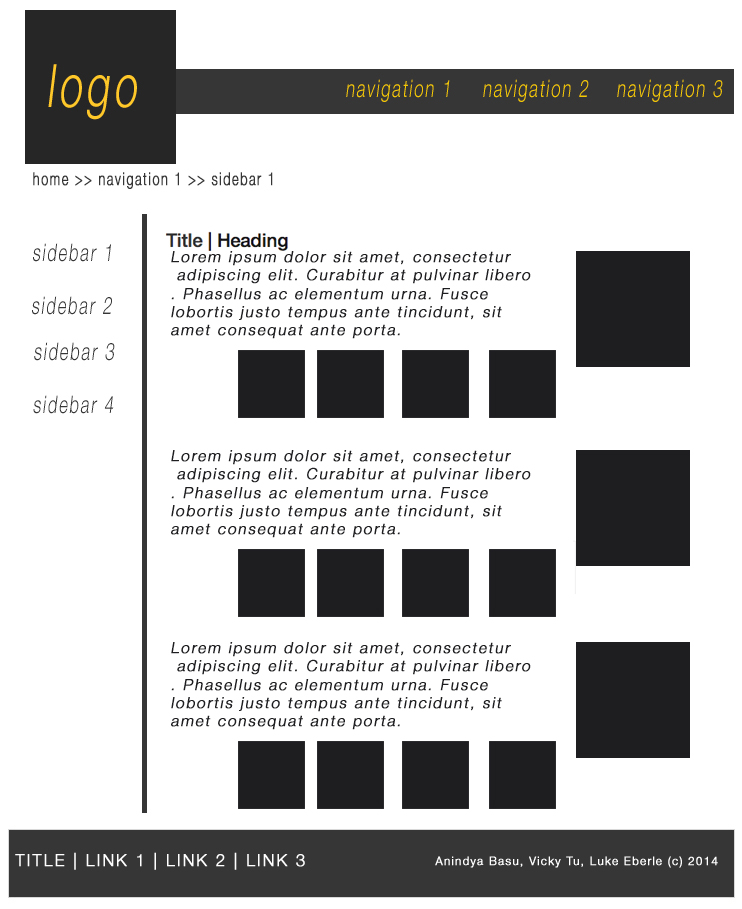 logo
navigation 1 navigation 2 navigation 3
home >> navigation 1 >> sidebar 1
sidebar 1
sidebar 2
sidebar 3
sidebar 4
Title | Heading
Lorem ipsum dolor sit amet, consectetur
adipiscing elit. Curabitur at pulvinar libero
. Phasellus ac elementum urna. Fusce
lobortis justo tempus ante tincidunt, sit
amet consequat ante porta.
Lorem ipsum dolor sit amet, consectetur
adipiscing elit. Curabitur at pulvinar libero
. Phasellus ac elementum urna. Fusce
lobortis justo tempus ante tincidunt, sit
amet consequat ante porta.
Lorem ipsum dolor sit amet, consectetur
adipiscing elit. Curabitur at pulvinar libero
. Phasellus ac elementum urna. Fusce
lobortis justo tempus ante tincidunt, sit
amet consequat ante porta.
TITLE | LINK 1 | LINK 2 | LINK 3
Anindya Basu, Vicky Tu, Luke Eberle (c) 2014